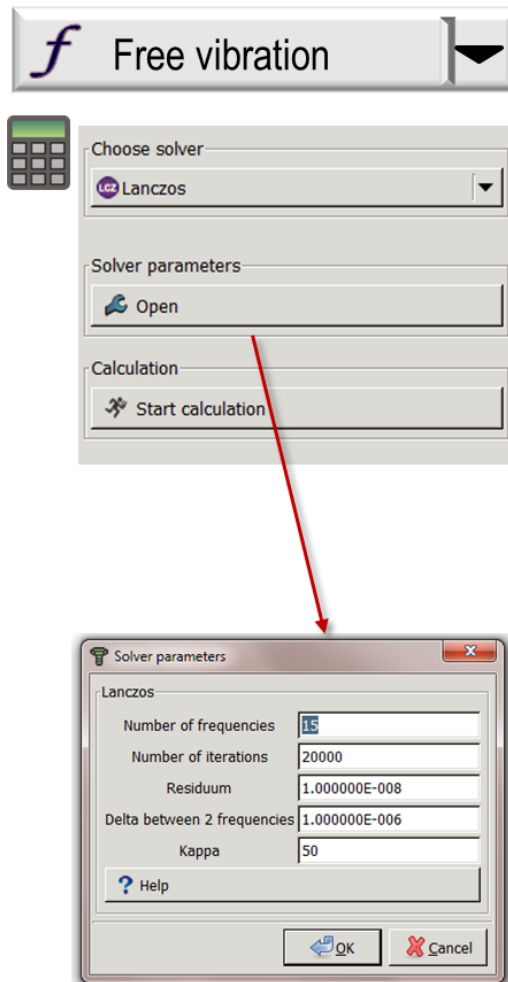 f Free vibration
Choose solver
LCZ Lanczos
Solver parameters
Open
Calculation
Start calculation
Solver parameters
x
Lanczos
Number of frequencies 15
Number of iterations 20000
Residuum 1.000000E-008
Delta between 2 frequencies 1.000000E-006
Kappa 50
? Help
OK Cancel